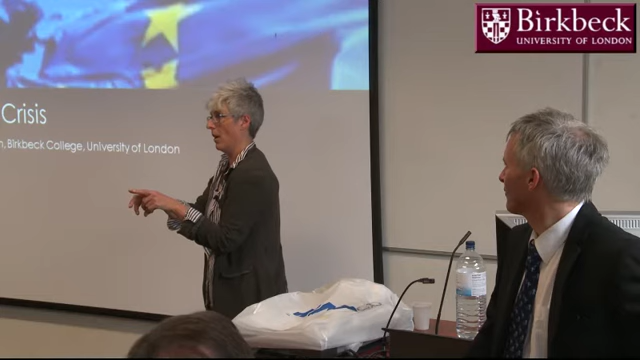 Birkbeck
UNIVERSITY OF LONDON
Crisis
, Birkbeck College, University of London